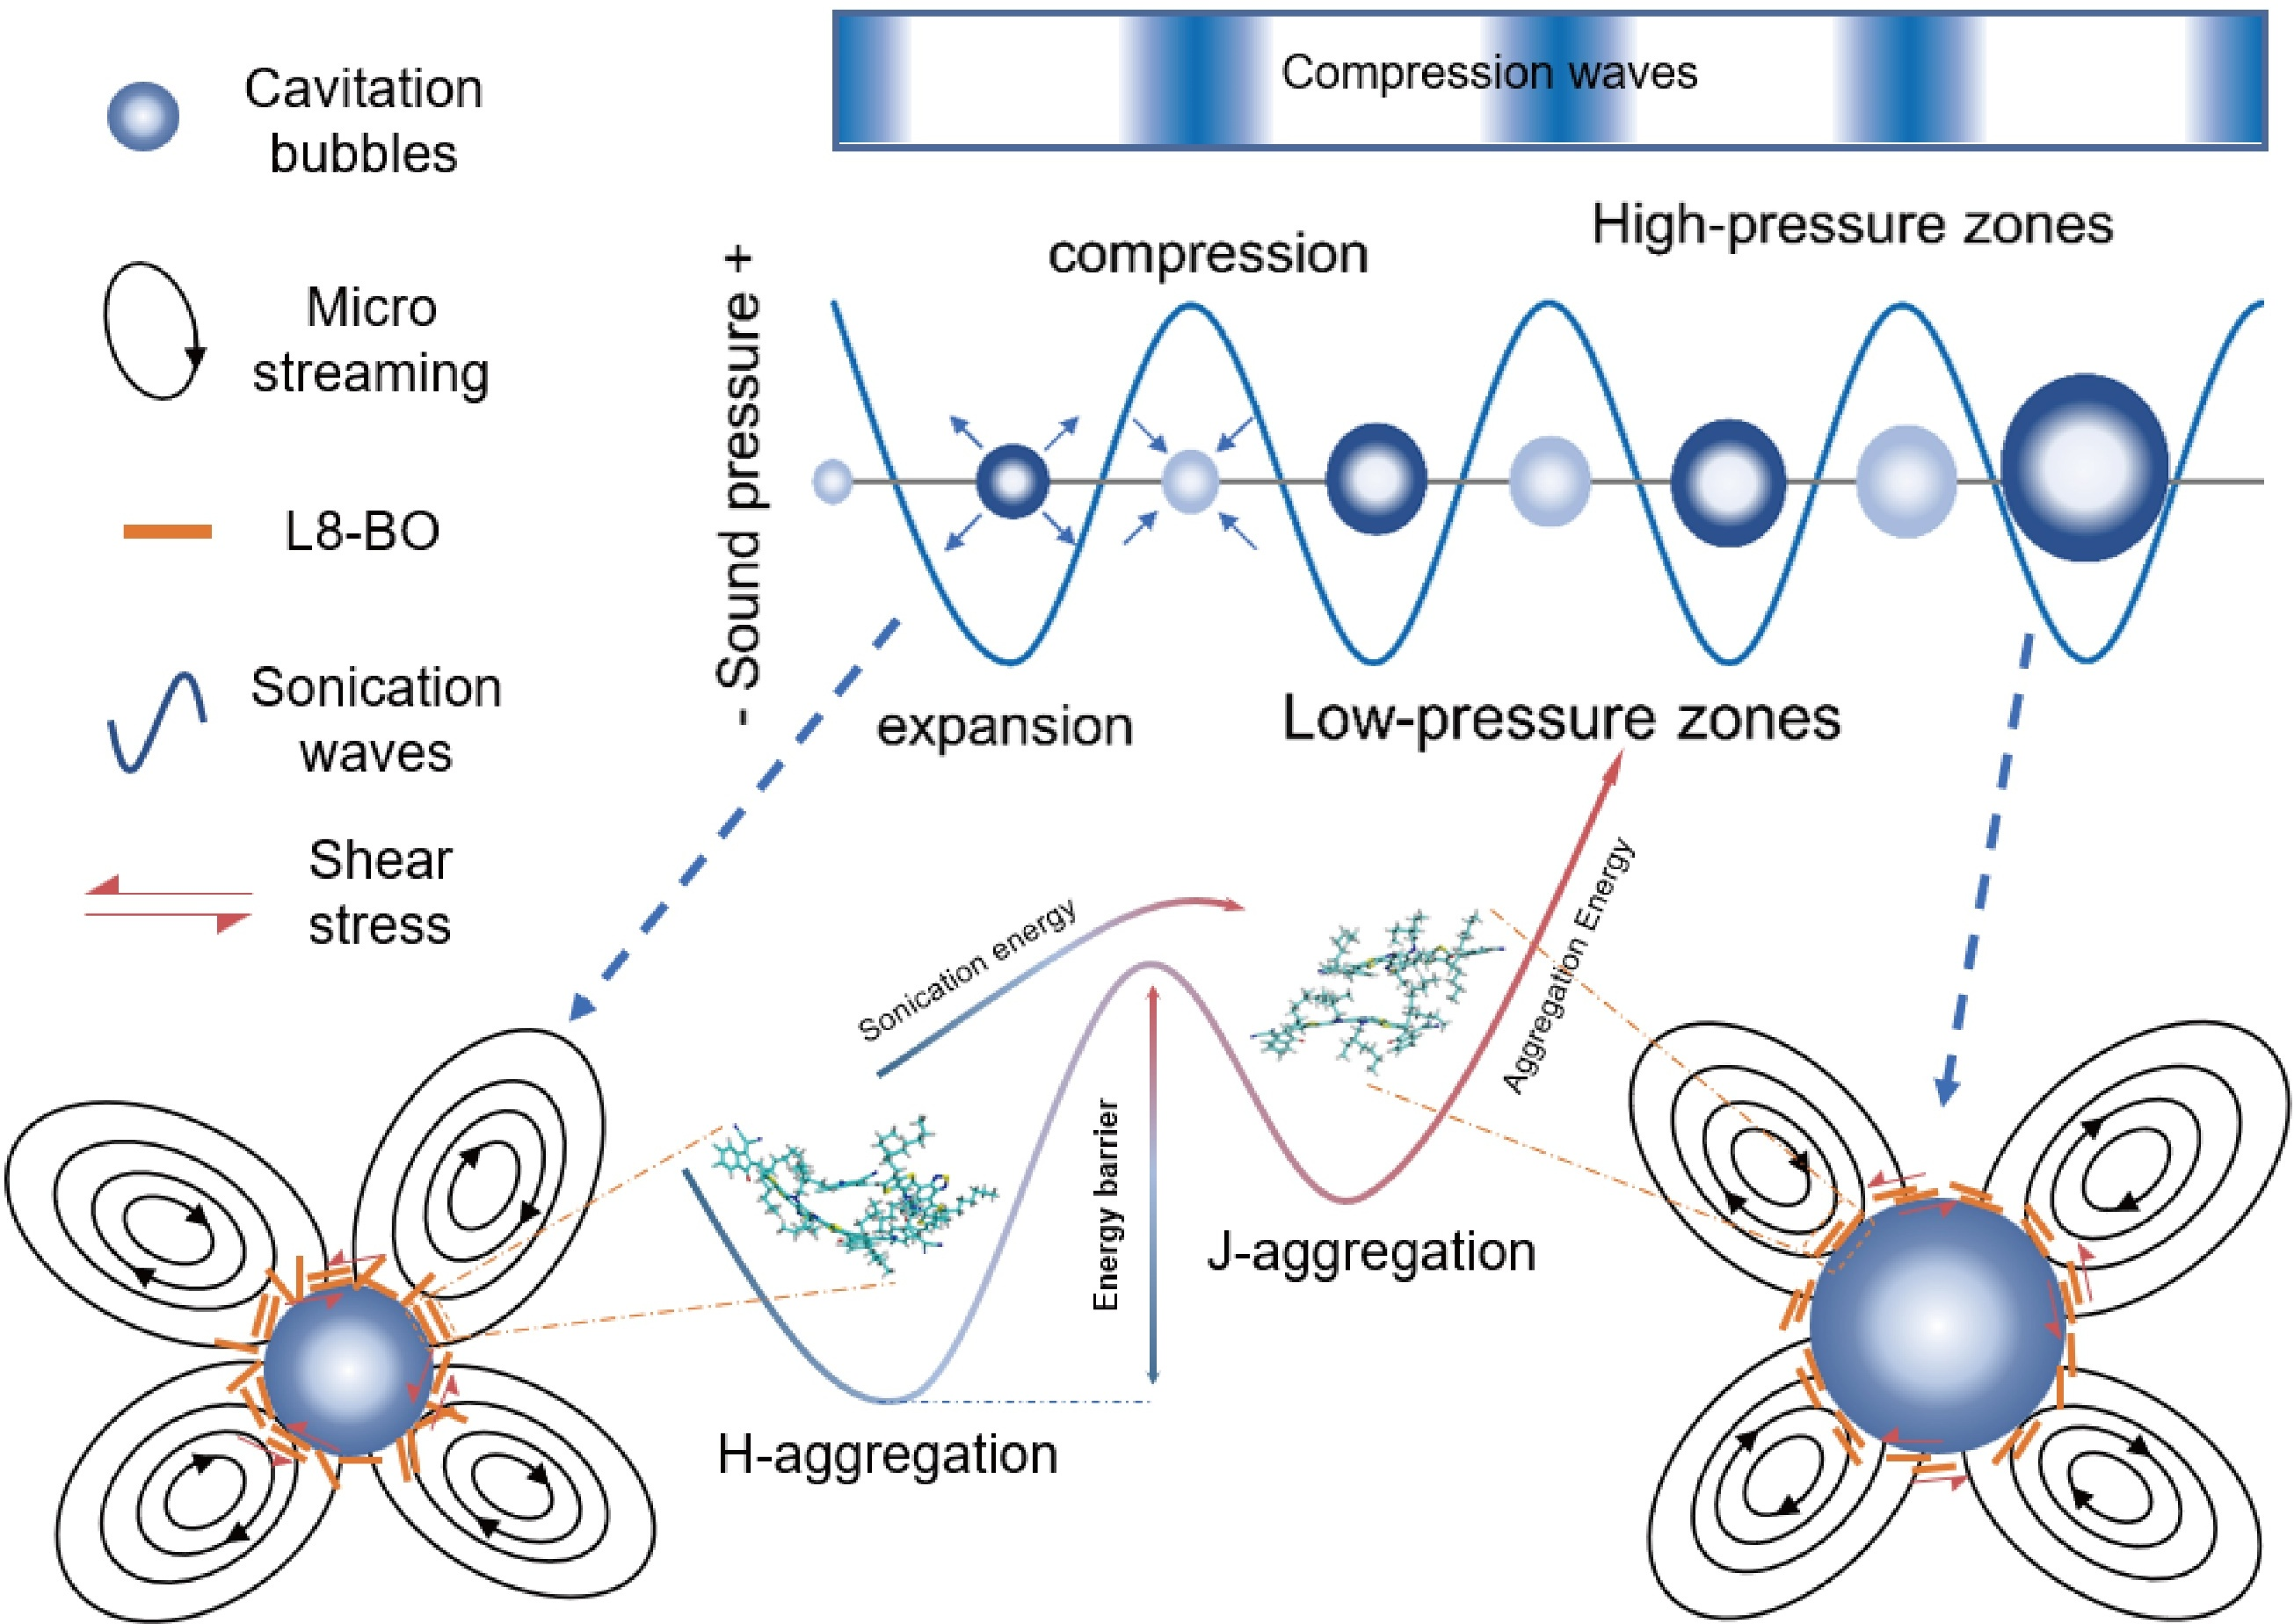 Cavitation
bubbles
Micro
streaming
L8-BO
Sonication
waves
Shear
stress
Compression waves
High-pressure zones
compression
- Sound pressure +
expansion
Low-pressure zones
Sonication energy
Aggregation Energy
Energy barrier
J-aggregation
H-aggregation